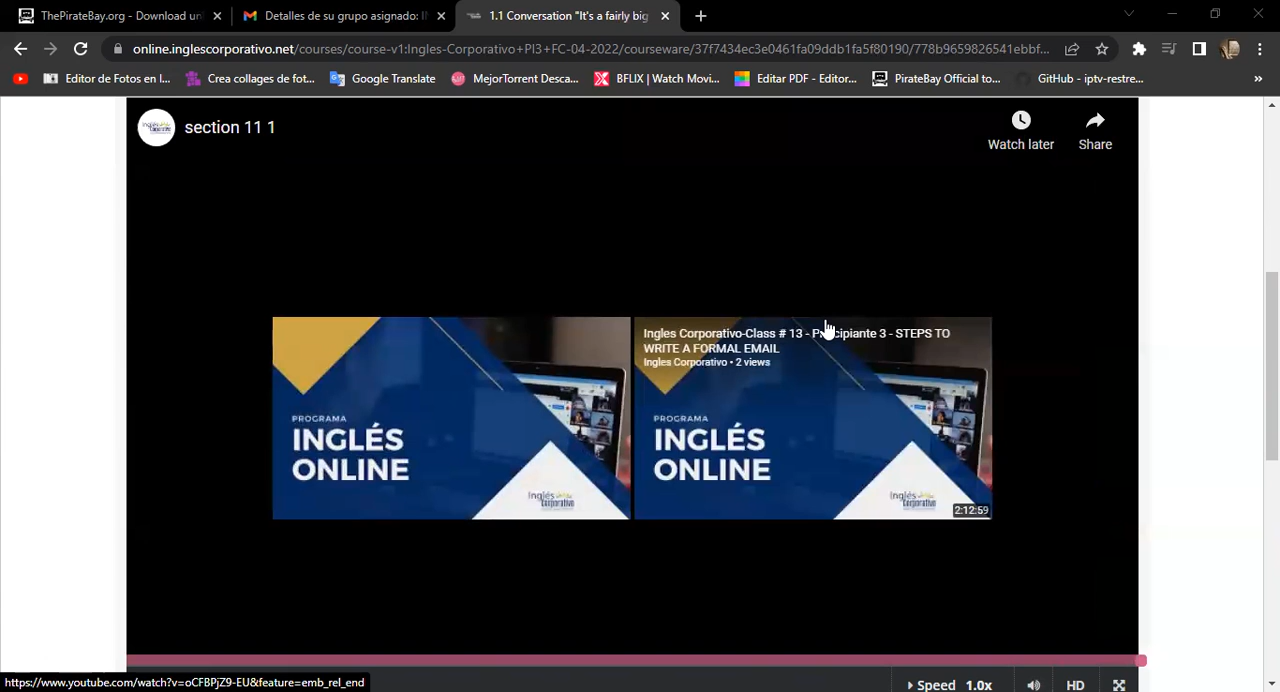 ThePirateBay.org - Download un
Detalles de su grupo asignado: I
1.1 Conversation "It's a fairly big
online.inglescorporativo.net/courses/course-v1:Ingles-Corporativo+PI3+FC-04-2022/courseware/37f7434ec3e0461fa09ddb1fa5f80190/778b9659826541ebbf...
Editor de Fotos en l...
Crea collages de fot...
Google Translate
MejorTorrent Desca...
BFLIX | Watch Movi...
Editar PDF - Editor...
PirateBay Official to...
GitHub - iptv-restre...
»
section 11 1
Watch later
Share
PROGRAMA
INGLÉS
ONLINE
Inglés
Corporativo
Ingles Corporativo-Class # 13 - Principiante 3 - STEPS TO
WRITE A FORMAL EMAIL
Ingles Corporativo • 2 views
PROGRAMA
INGLÉS
ONLINE
Inglés
Corporativo
2:12:59
https://www.youtube.com/watch?v=oCFBPjZ9-EU&feature=emb_rel_end
Speed 1.0x
HD